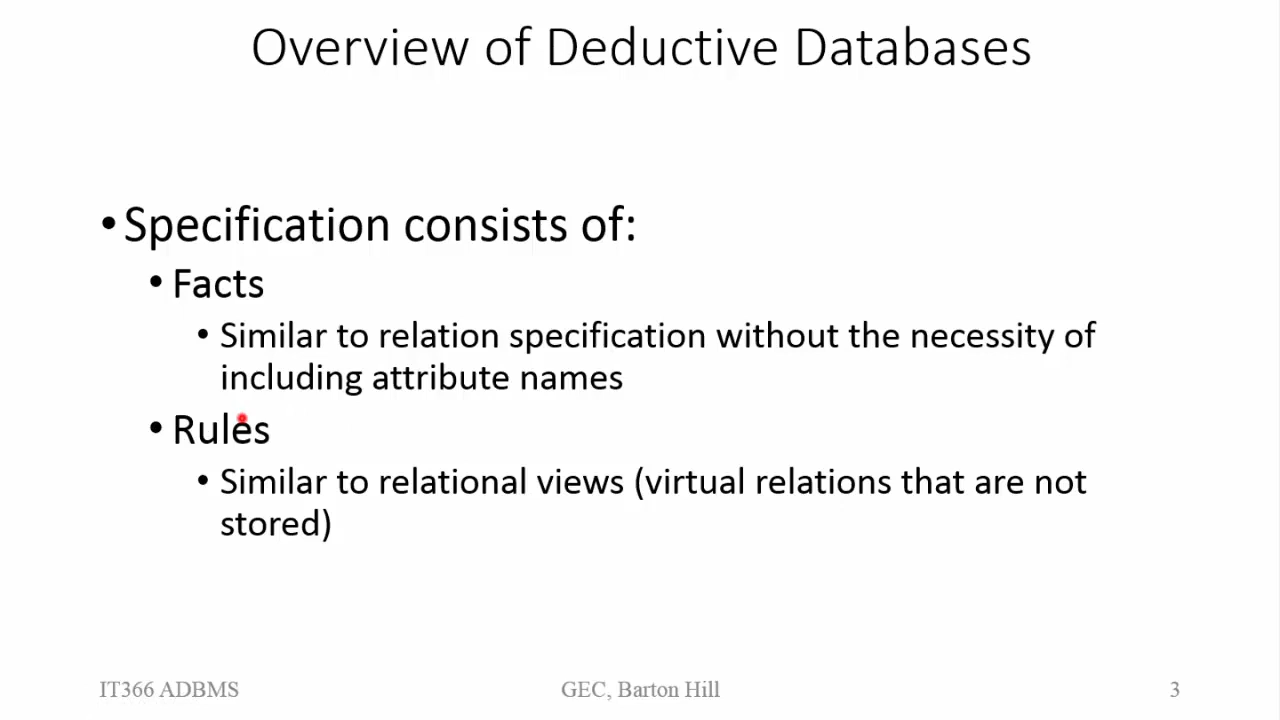 Overview of Deductive Databases
•Specification consists of:
• Facts
• Similar to relation specification without the necessity of
including attribute names
• Rules
• Similar to relational views (virtual relations that are not
stored)
IT366 ADBMS
GEC, Barton Hill
3